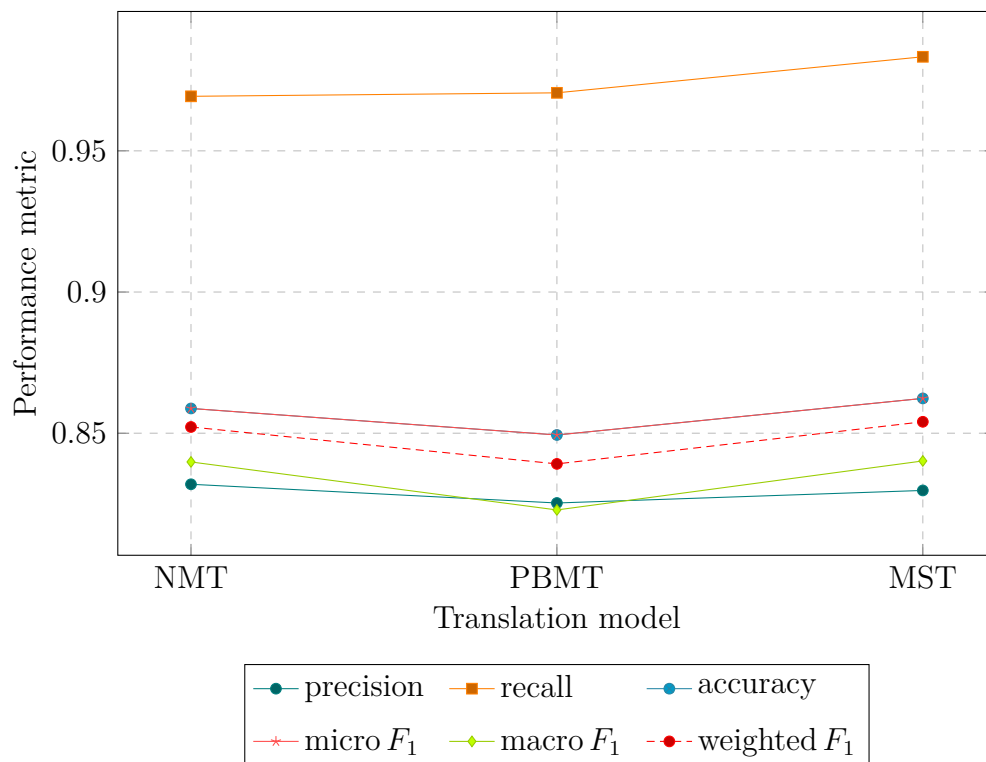 Performance metric
0.95
0.9
0.85
NMT PBMT MST
Translation model
precision recall accuracy
micro F₁ macro F₁ weighted F₁